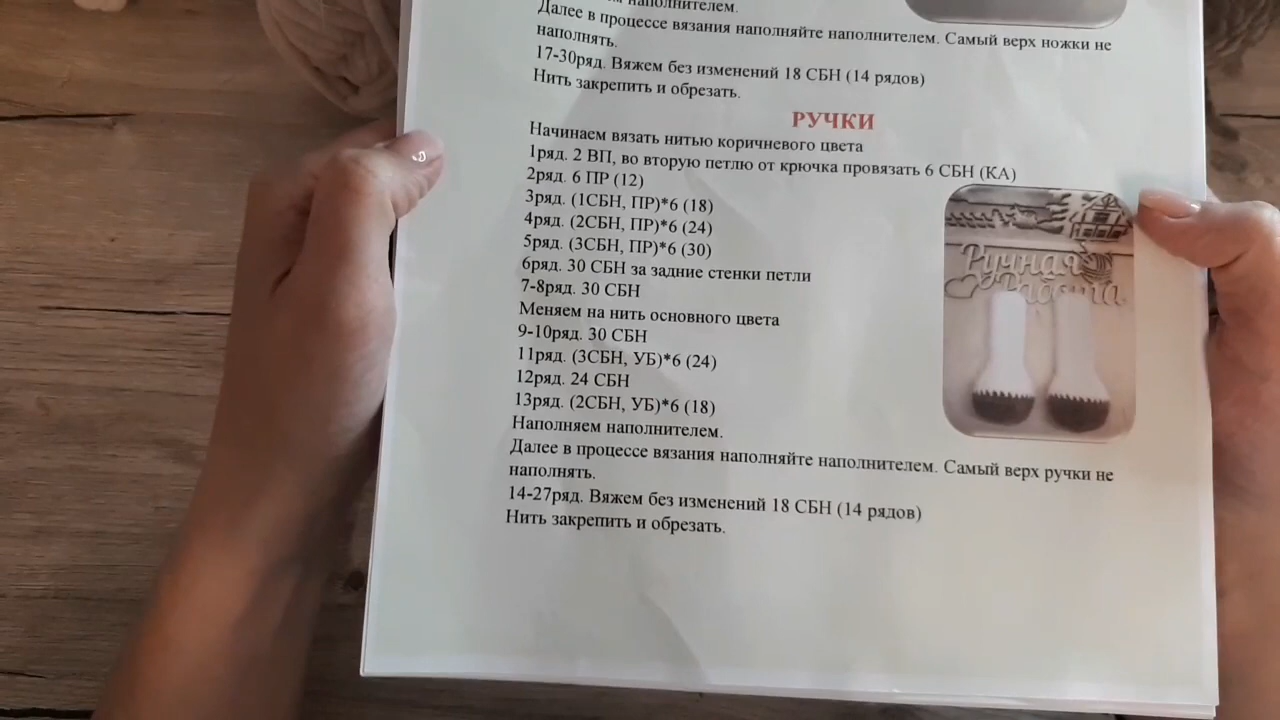 наполнителем.
Далее в процессе вязания наполняйте наполнителем. Самый верх ножки не
наполнять.
17-30ряд. Вяжем без изменений 18 СБН (14 рядов)
Нить закрепить и обрезать.
РУЧКИ
Начинаем вязать нитью коричневого цвета
1ряд. 2 ВП, во вторую петлю от крючка провязать 6 СБН (КА)
2ряд. 6 ПР (12)
3ряд. (1СБН, ПР)*6 (18)
4ряд. (2СБН, ПР)*6 (24)
5ряд. (3СБН, ПР)*6 (30)
6ряд. 30 СБН за задние стенки петли
7-8ряд. 30 СБН
Меняем на нить основного цвета
9-10ряд. 30 СБН
11ряд. (3СБН, УБ)*6 (24)
12ряд. 24 СБН
13ряд. (2СБН, УБ)*6 (18)
Наполняем наполнителем.
Далее в процессе вязания наполняйте наполнителем. Самый верх ручки не
наполнять.
14-27ряд. Вяжем без изменений 18 СБН (14 рядов)
Нить закрепить и обрезать.
Ручная
Работа